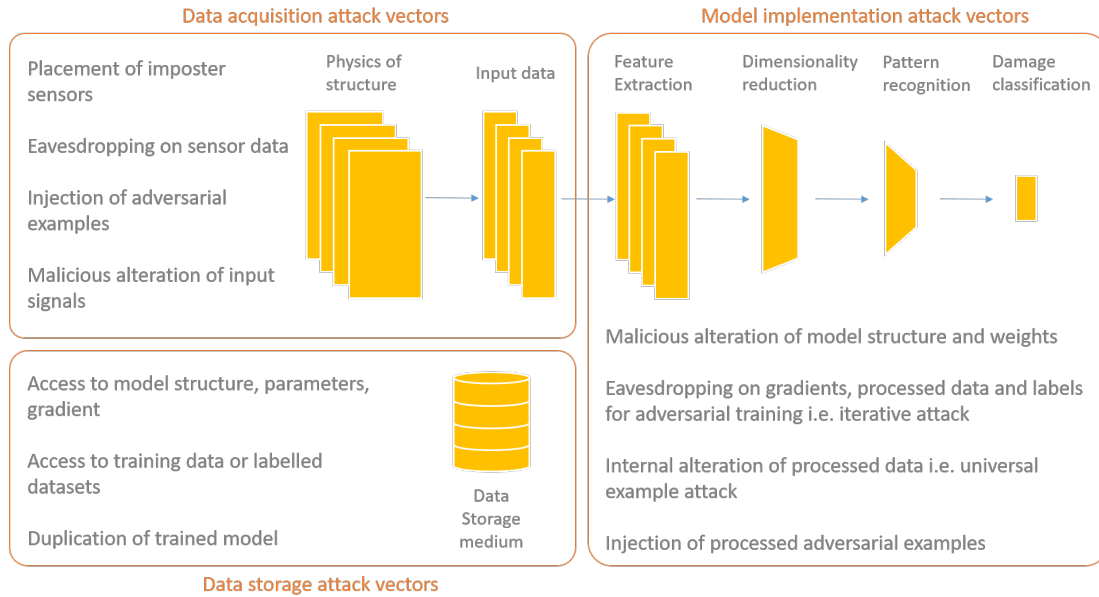 Data acquisition attack vectors
Placement of imposter
sensors
Eavesdropping on sensor data
Injection of adversarial
examples
Malicious alteration of input
signals
Physics of
structure
Input data
Model implementation attack vectors
Feature
Extraction
Dimensionality
reduction
Pattern
recognition
Damage
classification
Malicious alteration of model structure and weights
Eavesdropping on gradients, processed data and labels
for adversarial training i.e. iterative attack
Internal alteration of processed data i.e. universal
example attack
Injection of processed adversarial examples
Access to model structure, parameters,
gradient
Access to training data or labelled
datasets
Duplication of trained model
Data
Storage
medium
Data storage attack vectors